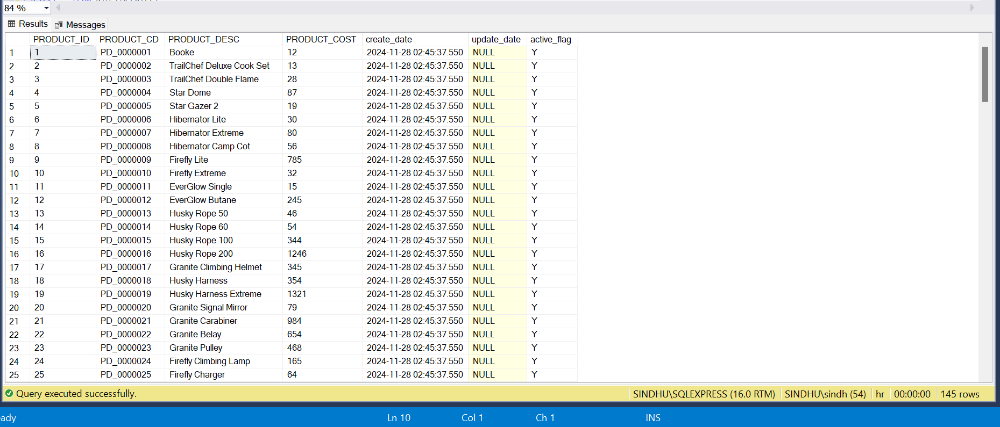 84 %
Results Messages
PRODUCT_ID PRODUCT_CD PRODUCT_DESC PRODUCT_COST create_date update_date active_flag
1 1 PD_0000001 Booke 12 2024-11-28 02:45:37.550 NULL Y
2 2 PD_0000002 TrailChef Deluxe Cook Set 13 2024-11-28 02:45:37.550 NULL Y
3 3 PD_0000003 TrailChef Double Flame 28 2024-11-28 02:45:37.550 NULL Y
4 4 PD_0000004 Star Dome 87 2024-11-28 02:45:37.550 NULL Y
5 5 PD_0000005 Star Gazer 2 19 2024-11-28 02:45:37.550 NULL Y
6 6 PD_0000006 Hibernator Lite 30 2024-11-28 02:45:37.550 NULL Y
7 7 PD_0000007 Hibernator Extreme 80 2024-11-28 02:45:37.550 NULL Y
8 8 PD_0000008 Hibernator Camp Cot 56 2024-11-28 02:45:37.550 NULL Y
9 9 PD_0000009 Firefly Lite 785 2024-11-28 02:45:37.550 NULL Y
10 10 PD_0000010 Firefly Extreme 32 2024-11-28 02:45:37.550 NULL Y
11 11 PD_0000011 EverGlow Single 15 2024-11-28 02:45:37.550 NULL Y
12 12 PD_0000012 EverGlow Butane 245 2024-11-28 02:45:37.550 NULL Y
13 13 PD_0000013 Husky Rope 50 46 2024-11-28 02:45:37.550 NULL Y
14 14 PD_0000014 Husky Rope 60 54 2024-11-28 02:45:37.550 NULL Y
15 15 PD_0000015 Husky Rope 100 344 2024-11-28 02:45:37.550 NULL Y
16 16 PD_0000016 Husky Rope 200 1246 2024-11-28 02:45:37.550 NULL Y
17 17 PD_0000017 Granite Climbing Helmet 345 2024-11-28 02:45:37.550 NULL Y
18 18 PD_0000018 Husky Harness 354 2024-11-28 02:45:37.550 NULL Y
19 19 PD_0000019 Husky Harness Extreme 1321 2024-11-28 02:45:37.550 NULL Y
20 20 PD_0000020 Granite Signal Mirror 79 2024-11-28 02:45:37.550 NULL Y
21 21 PD_0000021 Granite Carabiner 984 2024-11-28 02:45:37.550 NULL Y
22 22 PD_0000022 Granite Belay 654 2024-11-28 02:45:37.550 NULL Y
23 23 PD_0000023 Granite Pulley 468 2024-11-28 02:45:37.550 NULL Y
24 24 PD_0000024 Firefly Climbing Lamp 165 2024-11-28 02:45:37.550 NULL Y
25 25 PD_0000025 Firefly Charger 64 2024-11-28 02:45:37.550 NULL Y
Query executed successfully. SINDHU\SQLEXPRESS (16.0 RTM) SINDHU\sindh (54) hr 00:00:00 145 rows
ady Ln 10 Col 1 Ch 1 INS